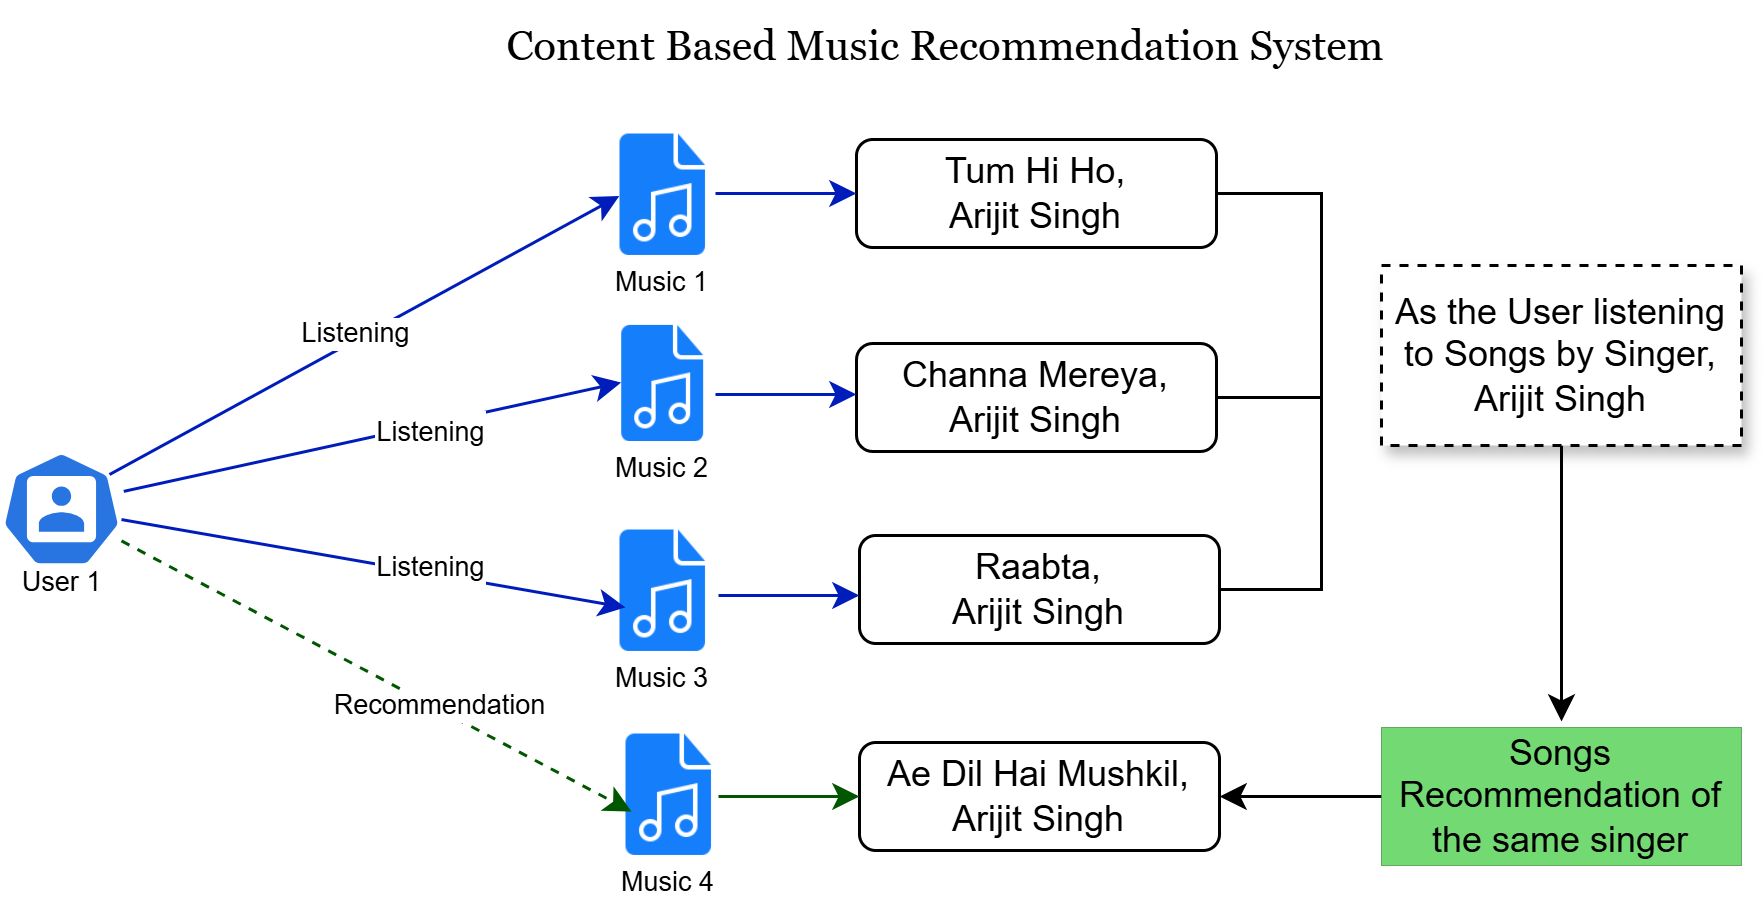 Content Based Music Recommendation System
Tum Hi Ho,
Arijit Singh
Music 1
Listening
As the User listening
to Songs by Singer,
Arijit Singh
Channa Mereya,
Arijit Singh
Listening
Music 2
User 1
Listening
Raabta,
Arijit Singh
Music 3
Recommendation
Ae Dil Hai Mushkil,
Arijit Singh
Music 4
Songs
Recommendation of
the same singer